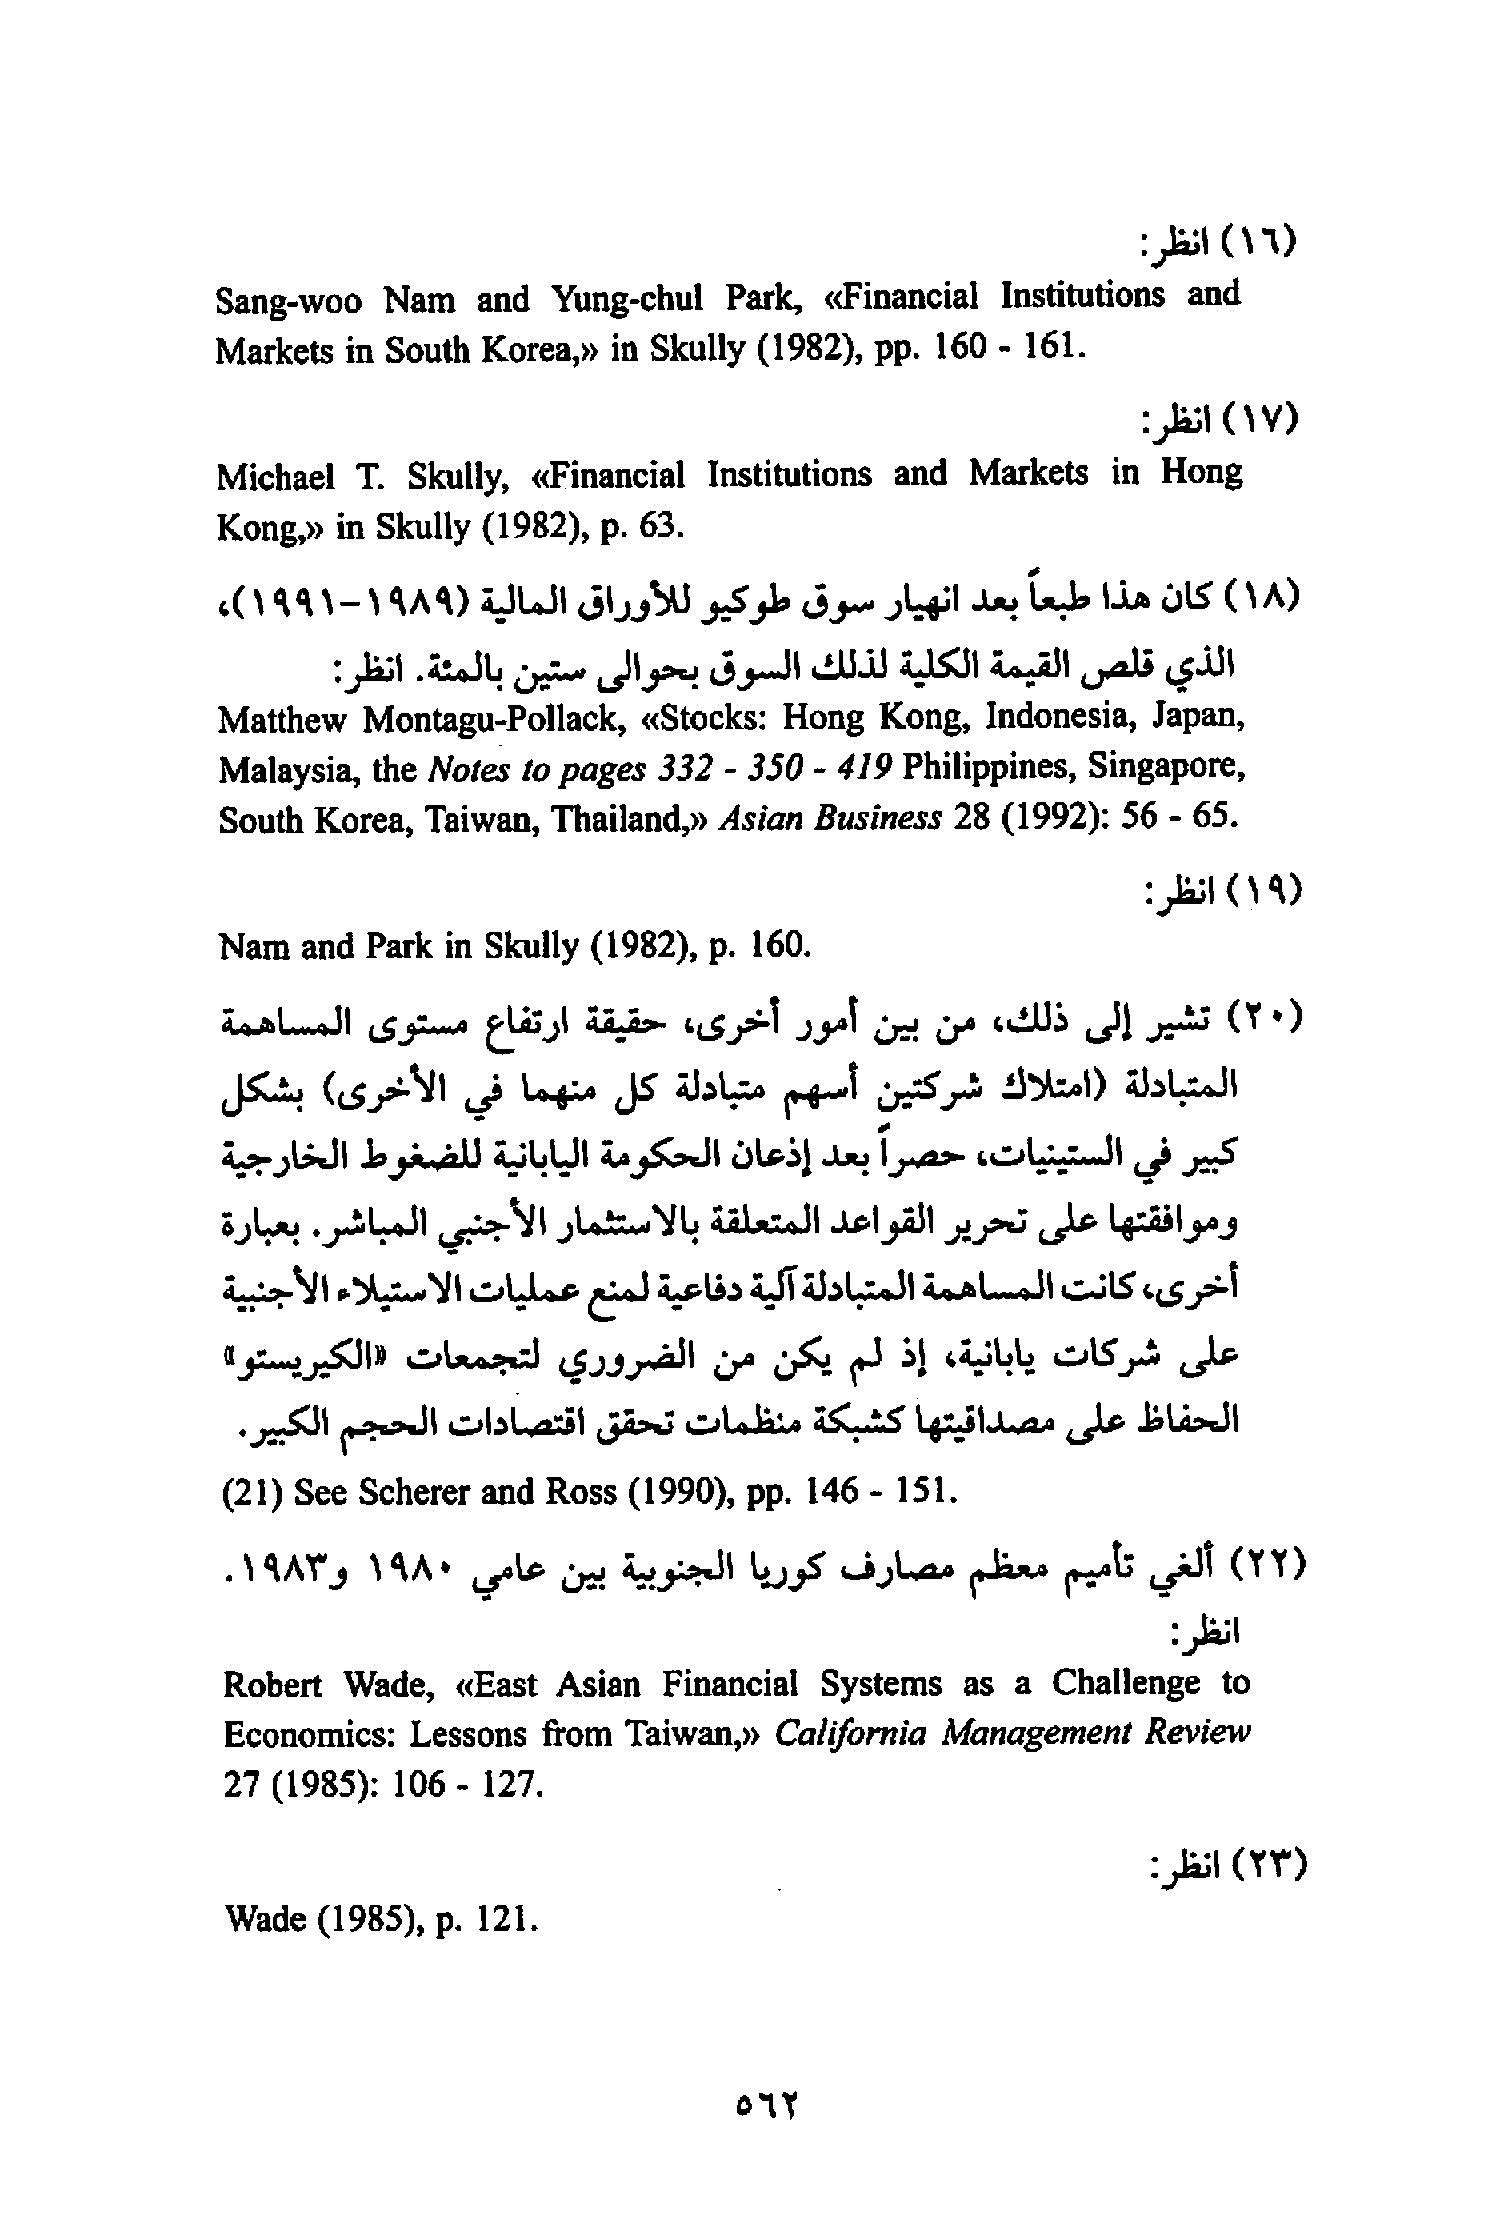 (١٦) انظر:
Sang-woo Nam and Yung-chul Park, «Financial Institutions and
Markets in South Korea,» in Skully (1982), pp. 160 - 161.
(١٧) انظر:
Michael T. Skully, «Financial Institutions and Markets in Hong
Kong,» in Skully (1982), p. 63.
(١٨) كان هذا طبعاً بعد انهيار سوق طوكيو للأوراق المالية (١٩٨٩-١٩٩١)،
الذي قلص القيمة الكلية لذلك السوق بحوالى ستين بالمئة. انظر:
Matthew Montagu-Pollack, «Stocks: Hong Kong, Indonesia, Japan,
Malaysia, the Notes to pages 332 - 350 - 419 Philippines, Singapore,
South Korea, Taiwan, Thailand,» Asian Business 28 (1992): 56 - 65.
(١٩) انظر:
Nam and Park in Skully (1982), p. 160.
(٢٠) تشير إلى ذلك، من بين أمور أخرى، حقيقة ارتفاع مستوى المساهمة
المتبادلة (امتلاك شركتين أسهم متبادلة كل منهما في الأخرى) بشكل
كبير في الستينيات، حصراً بعد إذعان الحكومة اليابانية للضغوط الخارجية
وموافقتها على تحرير القواعد المتعلقة بالاستثمار الأجنبي المباشر. بعبارة
أخرى، كانت المساهمة المتبادلة آلية دفاعية لمنع عمليات الاستيلاء الأجنبية
على شركات يابانية، إذ لم يكن من الضروري لتجمعات «الكيريستو»
الحفاظ على مصداقيتها كشبكة منظمات تحقق اقتصادات الحجم الكبير.
(21) See Scherer and Ross (1990), pp. 146 - 151.
(٢٢) ألغي تأميم معظم مصارف كوريا الجنوبية بين عامي ١٩٨٠ و١٩٨٣.
انظر:
Robert Wade, «East Asian Financial Systems as a Challenge to
Economics: Lessons from Taiwan,» California Management Review
27 (1985): 106 - 127.
(٢٣) انظر:
Wade (1985), p. 121.
٥٦٢